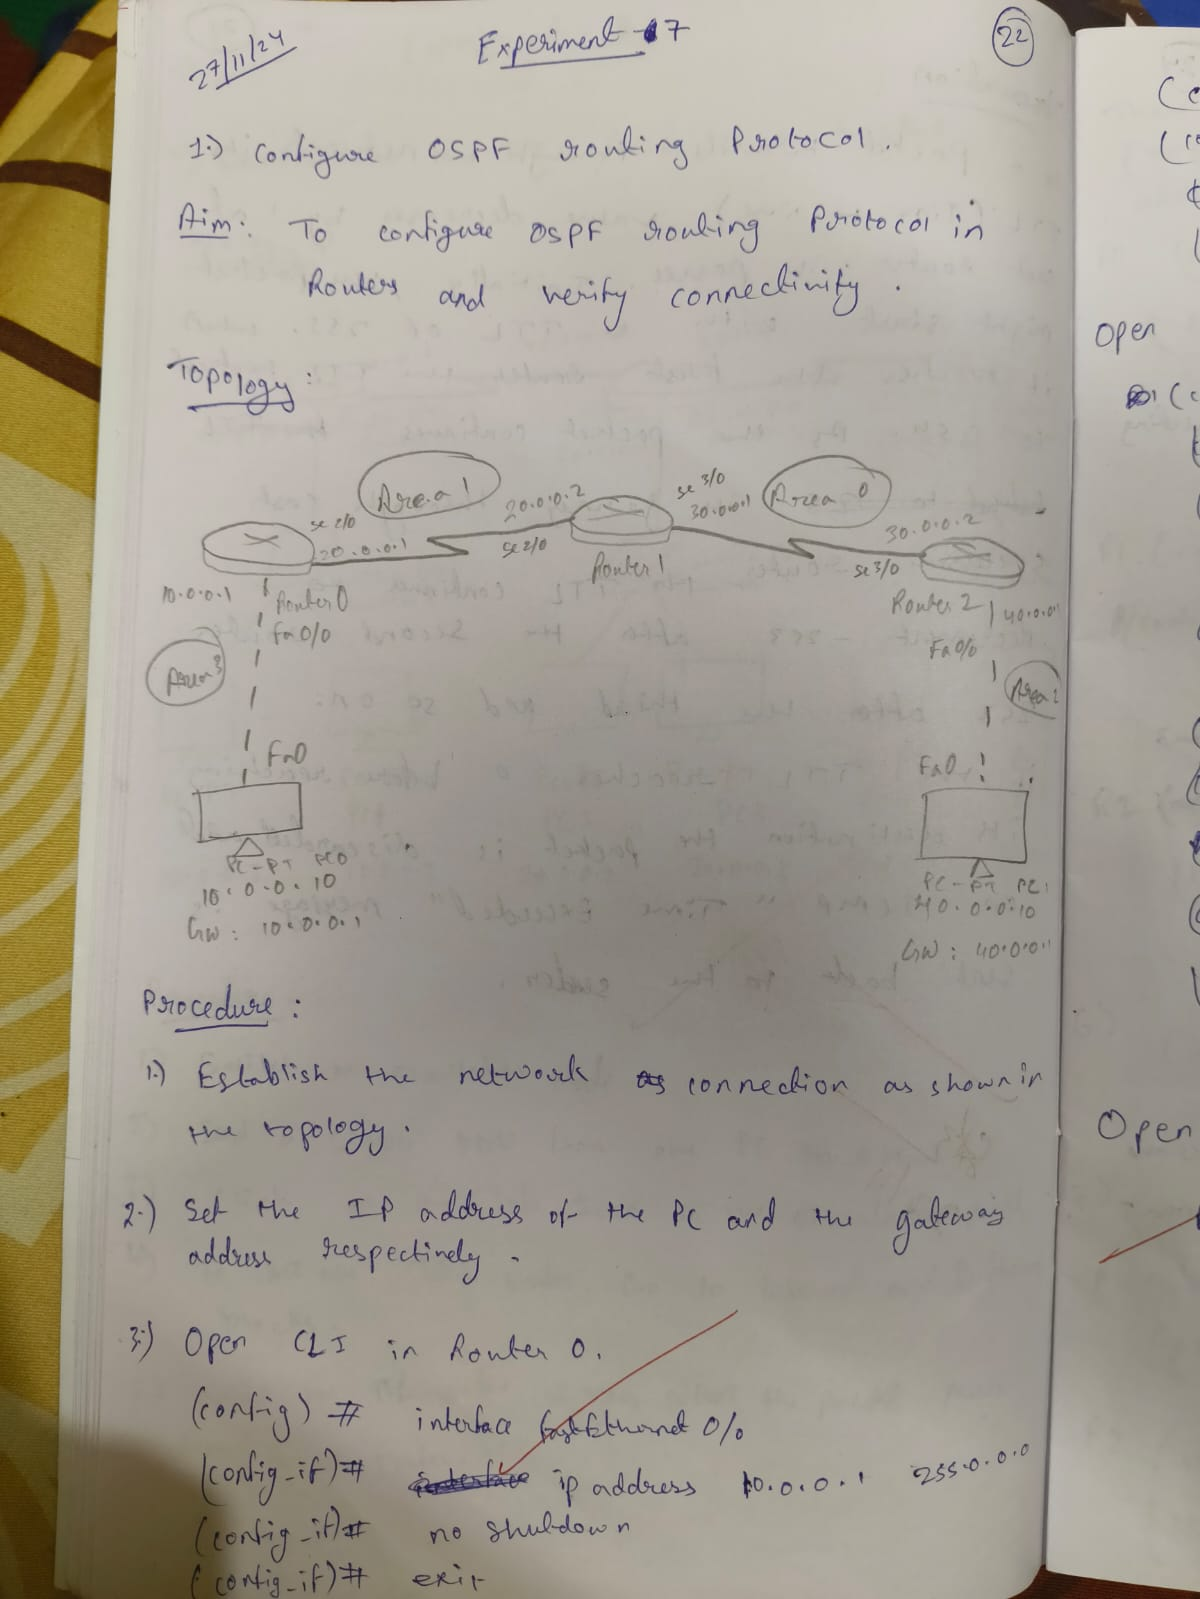 27/11/24
Experiment - 7
22
1.) Configure OSPF routing Protocol.
Aim: To configure OSPF routing Protocol in
Routers and verify connectivity.
Topology:
Area 1
Area 0
se 2/0
20.0.0.1
20.0.0.2
se 2/0
se 3/0
30.0.0.1
30.0.0.2
se 3/0
10.0.0.1
Router 0
Fa0/0
Router 1
Router 2
40.0.0.
Fa0/0
Area 3
Area 2
Fa0
Fa0
PC-PT PC0
10.0.0.10
GW: 10.0.0.1
PC-PT PC1
40.0.0.10
GW: 40.0.0.
Procedure:
1.) Establish the network connection as shown in
the topology.
2.) Set the IP address of the PC and the gateway
address respectively.
3.) Open CLI in Router 0.
(config) # interface fastEthernet 0/0
(config-if)# ip address 10.0.0.1 255.0.0.0
(config-if)# no shutdown
(config-if)# exit
Open
Open